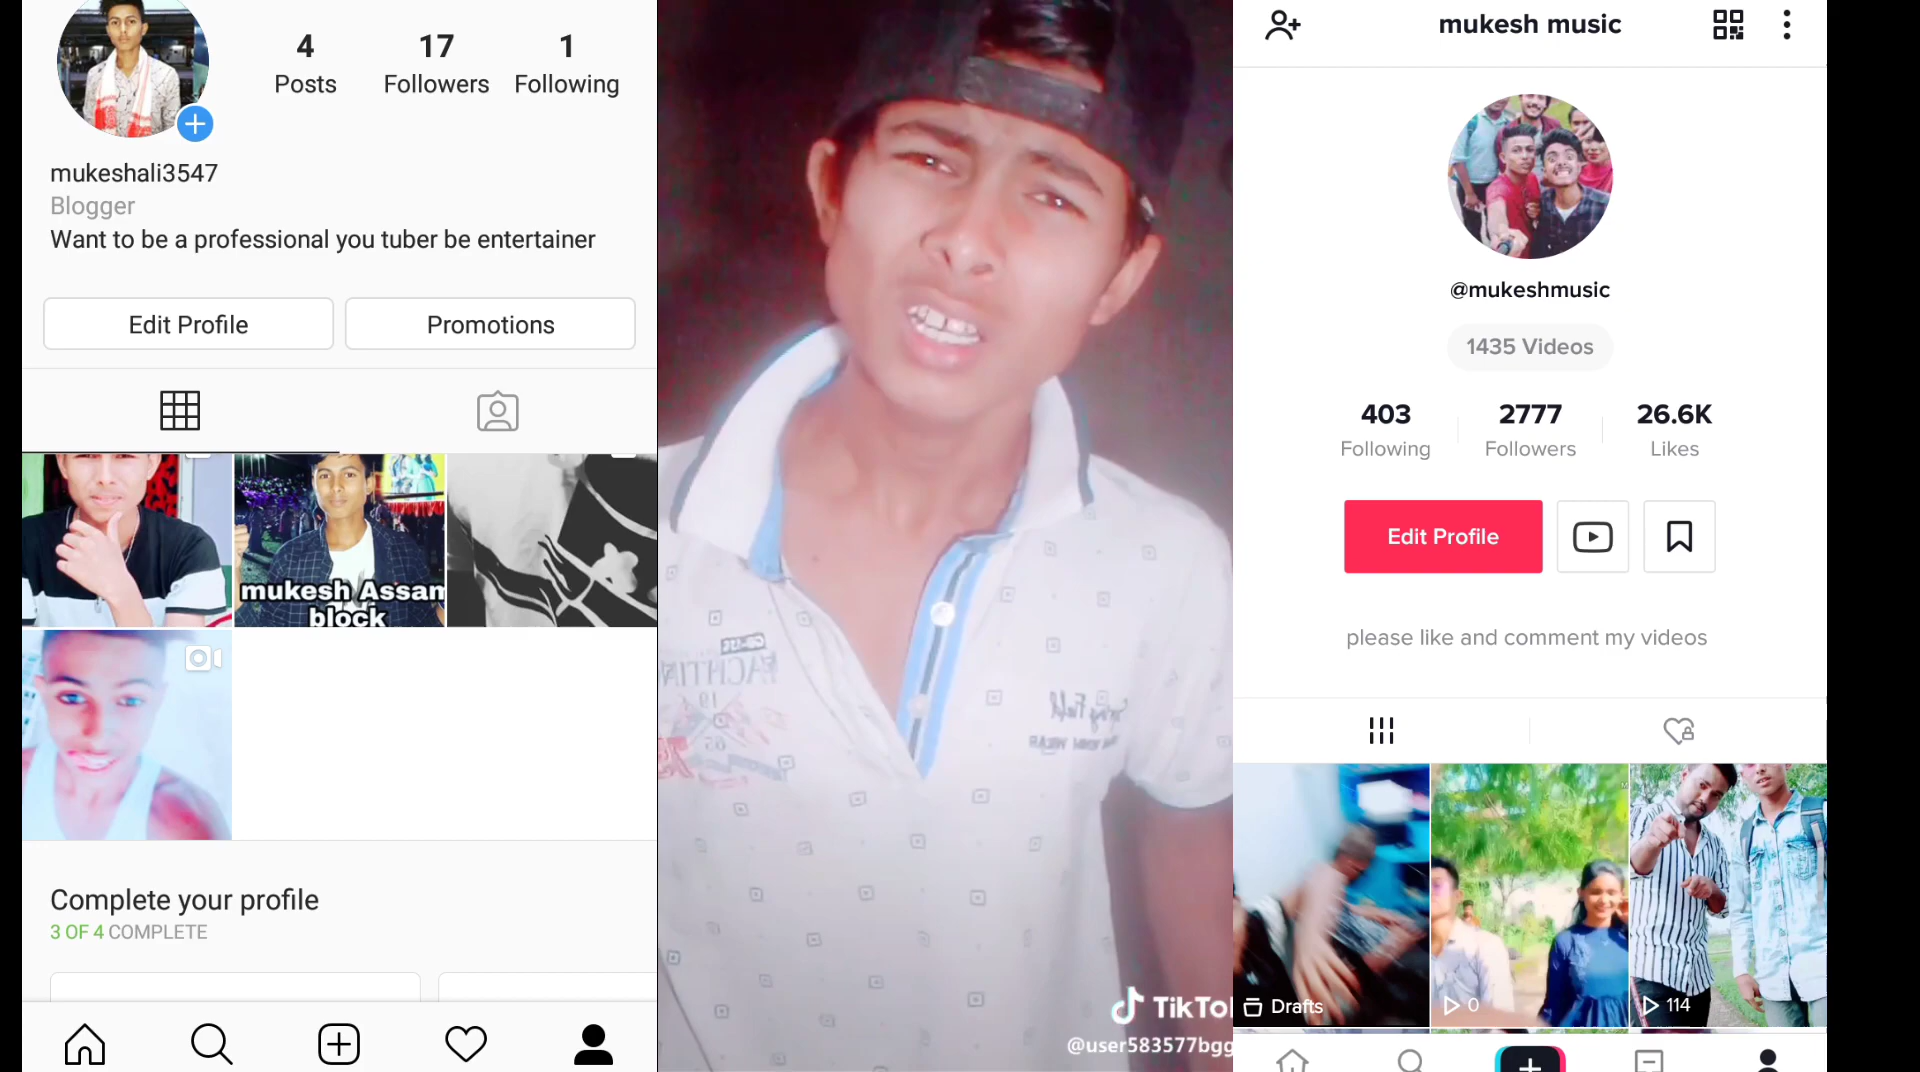 4
17
1
Posts
Followers
Following
mukeshali3547
Blogger
Want to be a professional you tuber be entertainer
Edit Profile
Promotions
mukesh Assan
block
Complete your profile
3 OF 4 COMPLETE
TikTo
@user583577bgg
mukesh music
@mukeshmusic
1435 Videos
403
2777
26.6K
Following
Followers
Likes
Edit Profile
please like and comment my videos
Drafts
0
114